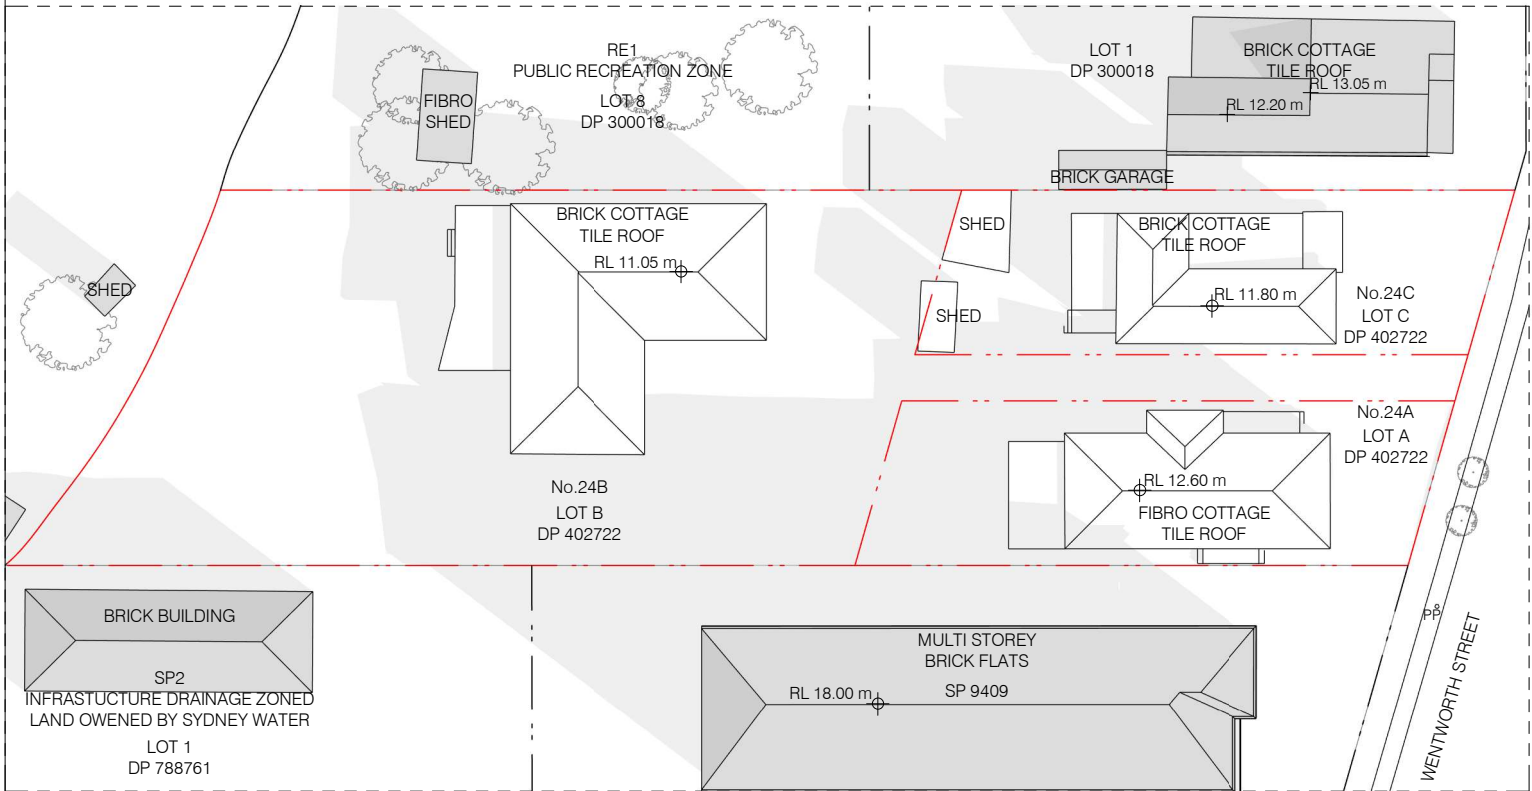 RE1
PUBLIC RECREATION ZONE
LOT 8
DP 300018
FIBRO
SHED
LOT 1
DP 300018
BRICK COTTAGE
TILE ROOF
RL 13.05 m
RL 12.20 m
BRICK GARAGE
BRICK COTTAGE
TILE ROOF
RL 11.05 m
SHED
SHED
SHED
BRICK COTTAGE
TILE ROOF
RL 11.80 m
No.24C
LOT C
DP 402722
No.24A
LOT A
DP 402722
RL 12.60 m
FIBRO COTTAGE
TILE ROOF
No.24B
LOT B
DP 402722
BRICK BUILDING
SP2
INFRASTUCTURE DRAINAGE ZONED
LAND OWENED BY SYDNEY WATER
LOT 1
DP 788761
MULTI STOREY
BRICK FLATS
SP 9409
RL 18.00 m
PP
WENTWORTH STREET